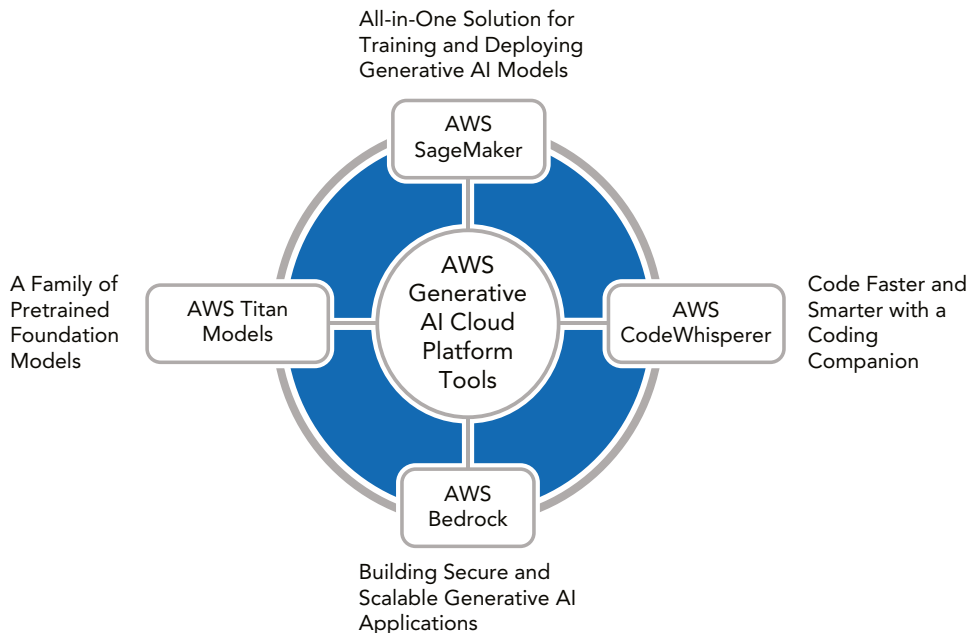 All-in-One Solution for
Training and Deploying
Generative AI Models
AWS
SageMaker
A Family of
Pretrained
Foundation
Models
AWS Titan
Models
AWS
Generative
AI Cloud
Platform
Tools
AWS
CodeWhisperer
Code Faster and
Smarter with a
Coding
Companion
AWS
Bedrock
Building Secure and
Scalable Generative AI
Applications